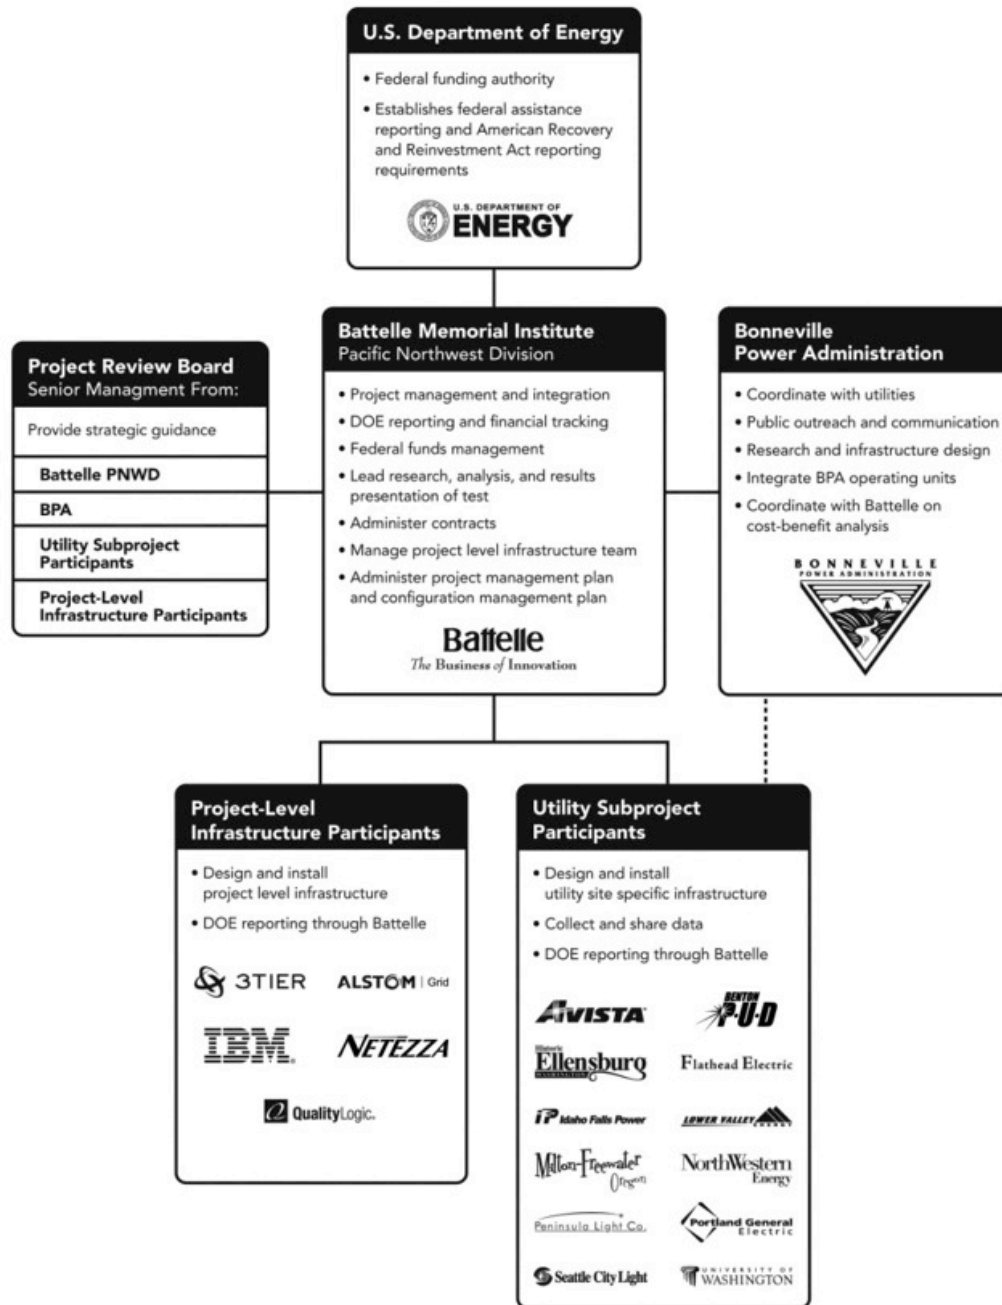 U.S. Department of Energy
• Federal funding authority
• Establishes federal assistance
reporting and American Recovery
and Reinvestment Act reporting
requirements
U.S. DEPARTMENT OF
ENERGY
Project Review Board
Senior Managment From:
Provide strategic guidance
Battelle PNWD
BPA
Utility Subproject
Participants
Project-Level
Infrastructure Participants
Battelle Memorial Institute
Pacific Northwest Division
• Project management and integration
• DOE reporting and financial tracking
• Federal funds management
• Lead research, analysis, and results
presentation of test
• Administer contracts
• Manage project level infrastructure team
• Administer project management plan
and configuration management plan
Battelle
The Business of Innovation
Bonneville
Power Administration
• Coordinate with utilities
• Public outreach and communication
• Research and infrastructure design
• Integrate BPA operating units
• Coordinate with Battelle on
cost-benefit analysis
BONNEVILLE
POWER ADMINISTRATION
Project-Level
Infrastructure Participants
• Design and install
project level infrastructure
• DOE reporting through Battelle
3TIER
ALSTOM | Grid
IBM
NETEZZA
QualityLogic.
Utility Subproject
Participants
• Design and install
utility site specific infrastructure
• Collect and share data
• DOE reporting through Battelle
AVISTA
BENTON
P·U·D
Historic
Ellensburg
WASHINGTON
Flathead Electric
Idaho Falls Power
LOWER VALLEY
ENERGY
Milton-Freewater
Oregon
NorthWestern
Energy
Peninsula Light Co.
Portland General
Electric
Seattle City Light
UNIVERSITY OF
WASHINGTON